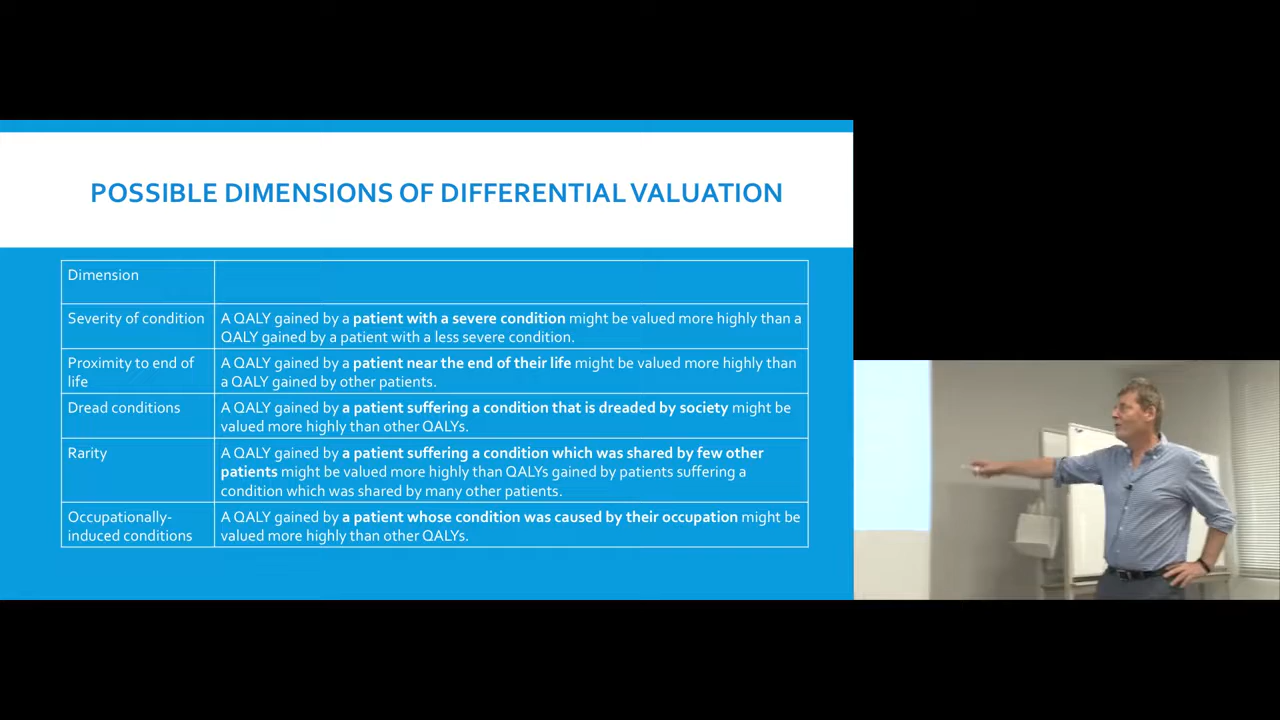 POSSIBLE DIMENSIONS OF DIFFERENTIAL VALUATION
Dimension
Severity of condition
A QALY gained by a patient with a severe condition might be valued more highly than a
QALY gained by a patient with a less severe condition.
Proximity to end of
life
A QALY gained by a patient near the end of their life might be valued more highly than
a QALY gained by other patients.
Dread conditions
A QALY gained by a patient suffering a condition that is dreaded by society might be
valued more highly than other QALYs.
Rarity
A QALY gained by a patient suffering a condition which was shared by few other
patients might be valued more highly than QALYs gained by patients suffering a
condition which was shared by many other patients.
Occupationally-
induced conditions
A QALY gained by a patient whose condition was caused by their occupation might be
valued more highly than other QALYs.